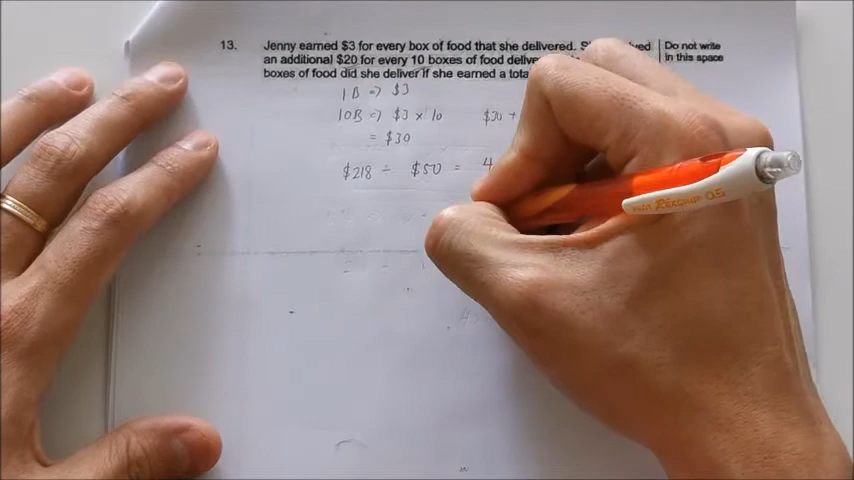 13. Jenny earned $3 for every box of food that she delivered. Do not write
an additional $20 for every 10 boxes of food in this space
boxes of food did she deliver if she earned a
1B => $3
10B => $3 x 10 $30 +
= $30
$218 ÷ $50 = 4